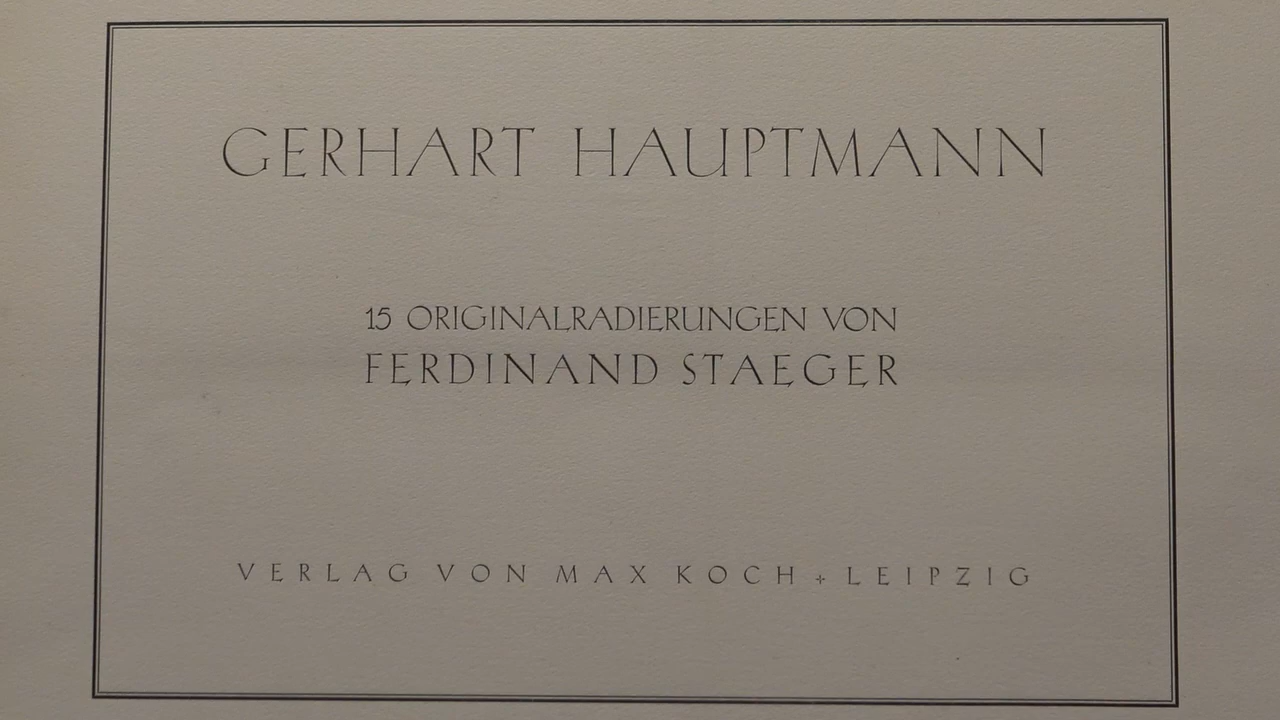 GERHART HAUPTMANN
15 ORIGINALRADIERUNGEN VON
FERDINAND STAEGER
VERLAG VON MAX KOCH + LEIPZIG